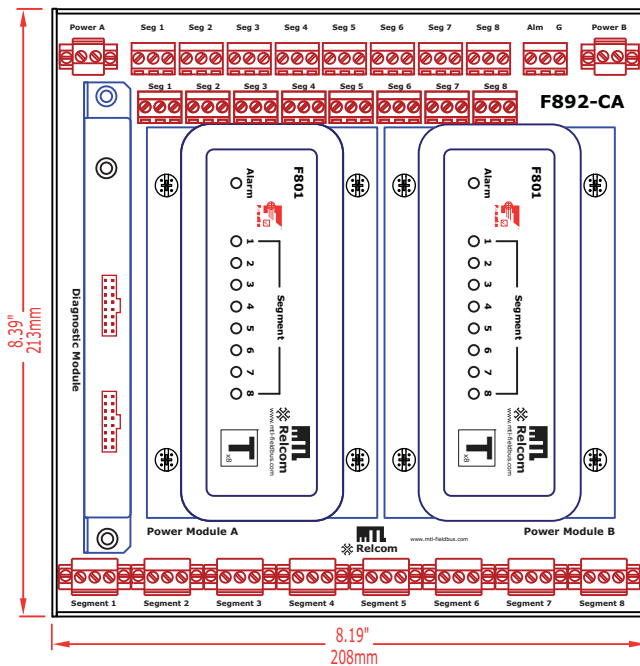 Power A Seg 1 Seg 2 Seg 3 Seg 4 Seg 5 Seg 6 Seg 7 Seg 8 Alm G Power B
Seg 1 Seg 2 Seg 3 Seg 4 Seg 5 Seg 6 Seg 7 Seg 8
F892-CA
Diagnostic Module
F801
Alarm
1
2
3
4
5
6
7
8
Segment
MTL
Relcom
www.mtl-fieldbus.com
T
x8
F801
Alarm
1
2
3
4
5
6
7
8
Segment
MTL
Relcom
www.mtl-fieldbus.com
T
x8
Power Module A
MTL
Relcom
www.mtl-fieldbus.com
Power Module B
Segment 1 Segment 2 Segment 3 Segment 4 Segment 5 Segment 6 Segment 7 Segment 8
8.39"
213mm
8.19"
208mm